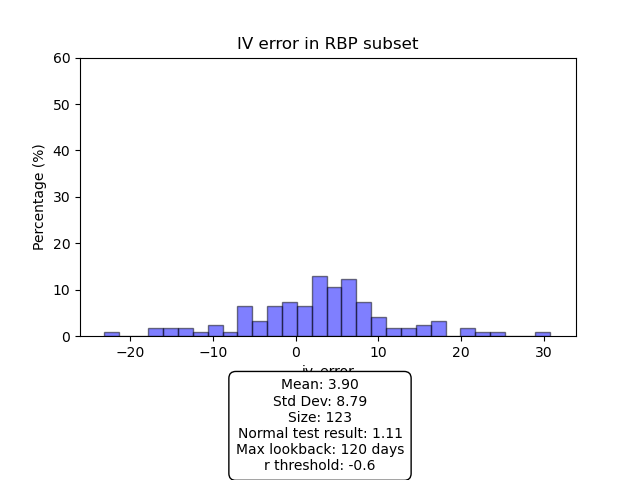 IV error in RBP subset
60
50
40
30
20
10
0
Percentage (%)
−20
−10
0
10
20
30
iv_error
Mean: 3.90
Std Dev: 8.79
Size: 123
Normal test result: 1.11
Max lookback: 120 days
r threshold: -0.6